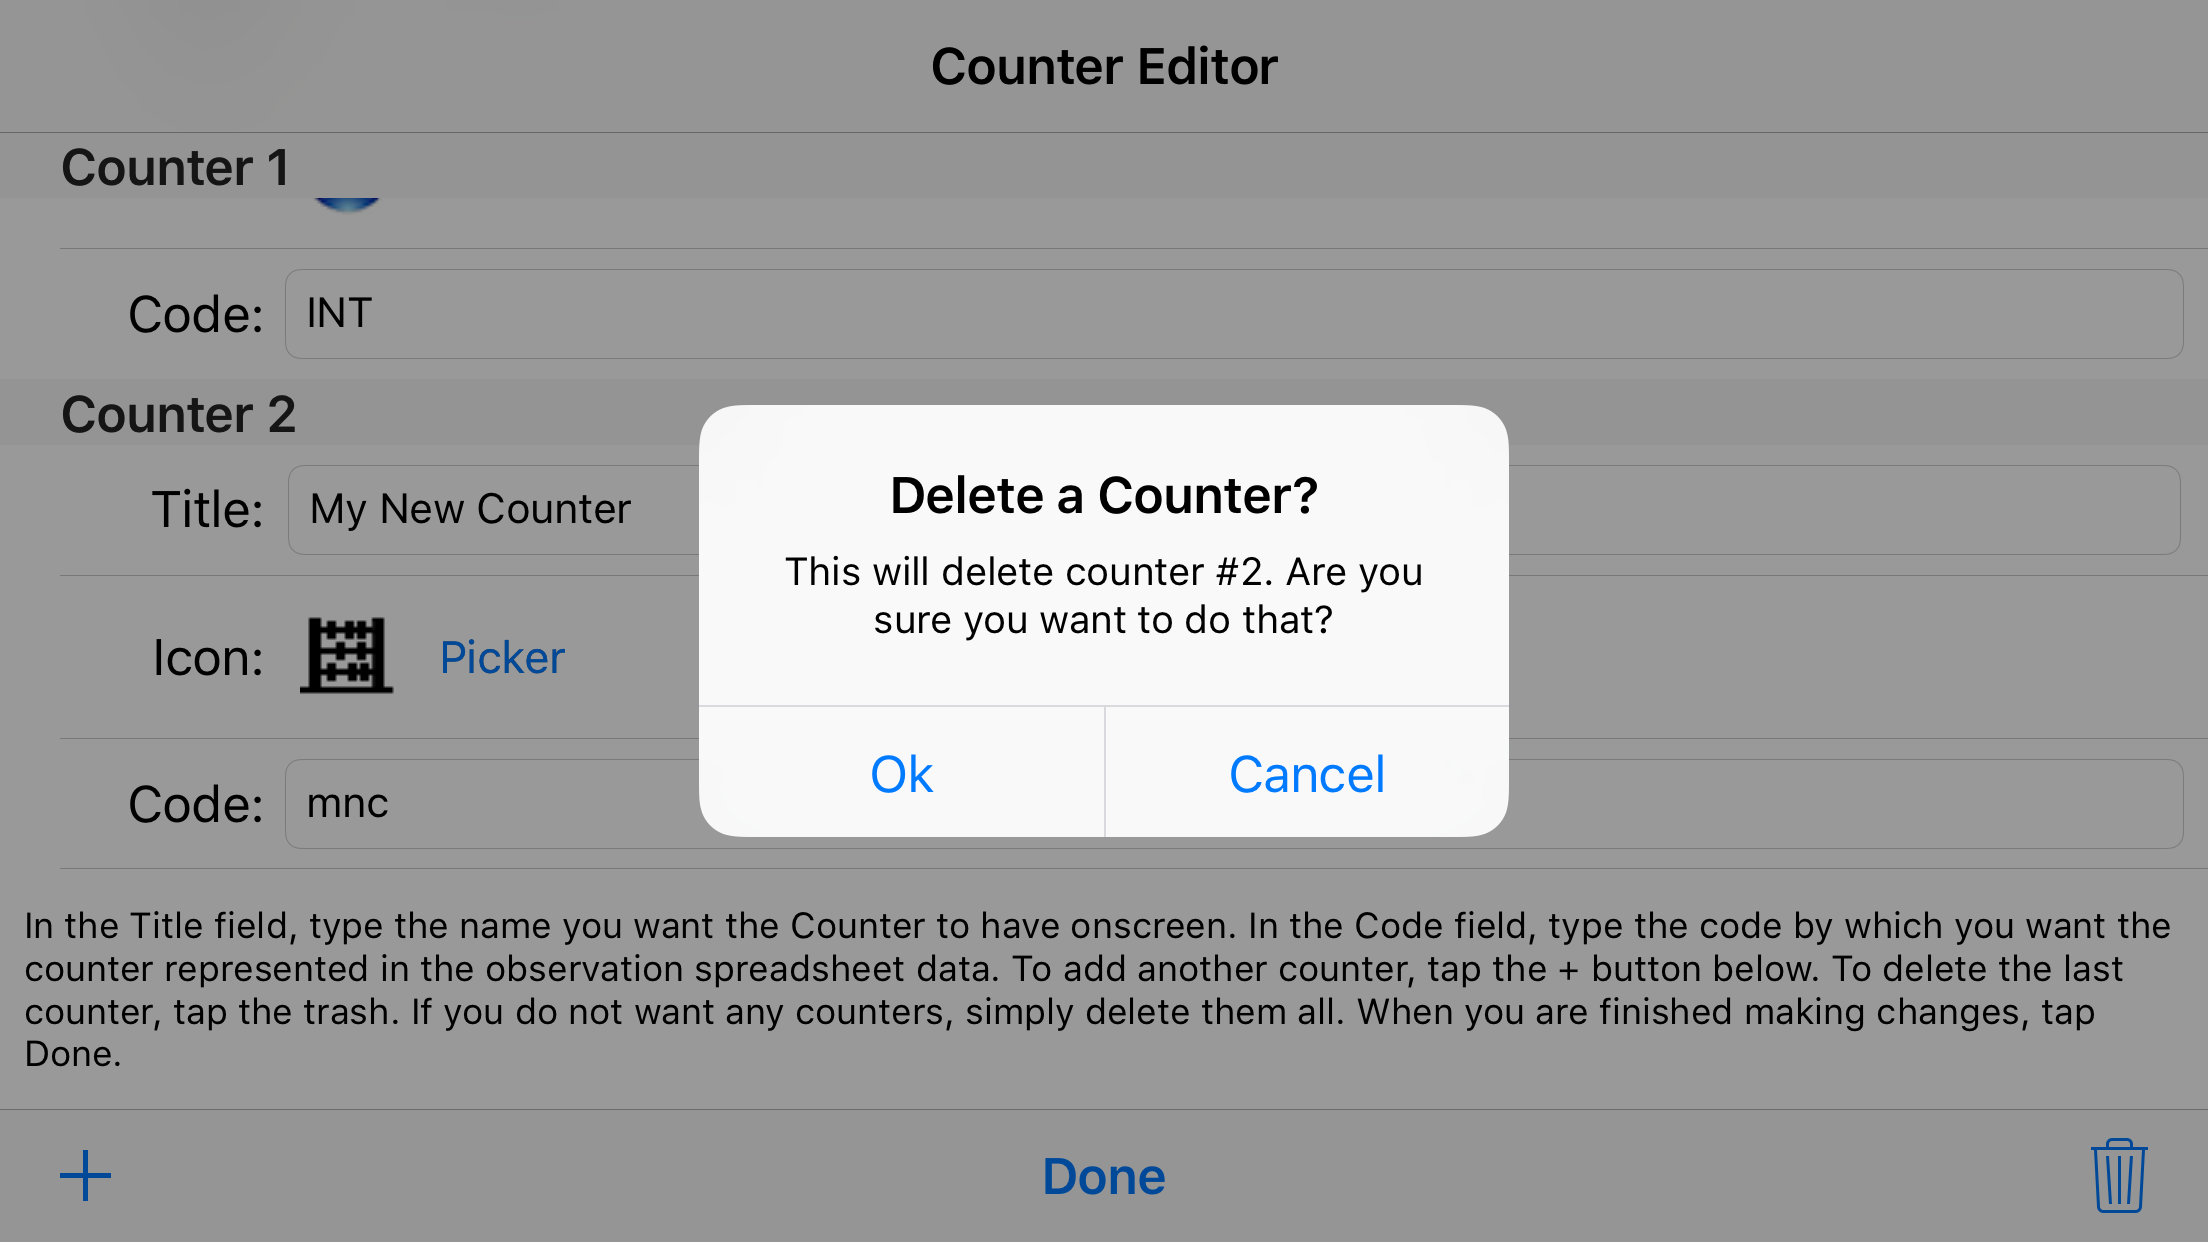 Counter Editor
Counter 1
Code: INT
Counter 2
Title: My New Counter
Icon: Picker
Code: mnc
Delete a Counter?
This will delete counter #2. Are you
sure you want to do that?
Ok Cancel
In the Title field, type the name you want the Counter to have onscreen. In the Code field, type the code by which you want the
counter represented in the observation spreadsheet data. To add another counter, tap the + button below. To delete the last
counter, tap the trash. If you do not want any counters, simply delete them all. When you are finished making changes, tap
Done.
Done